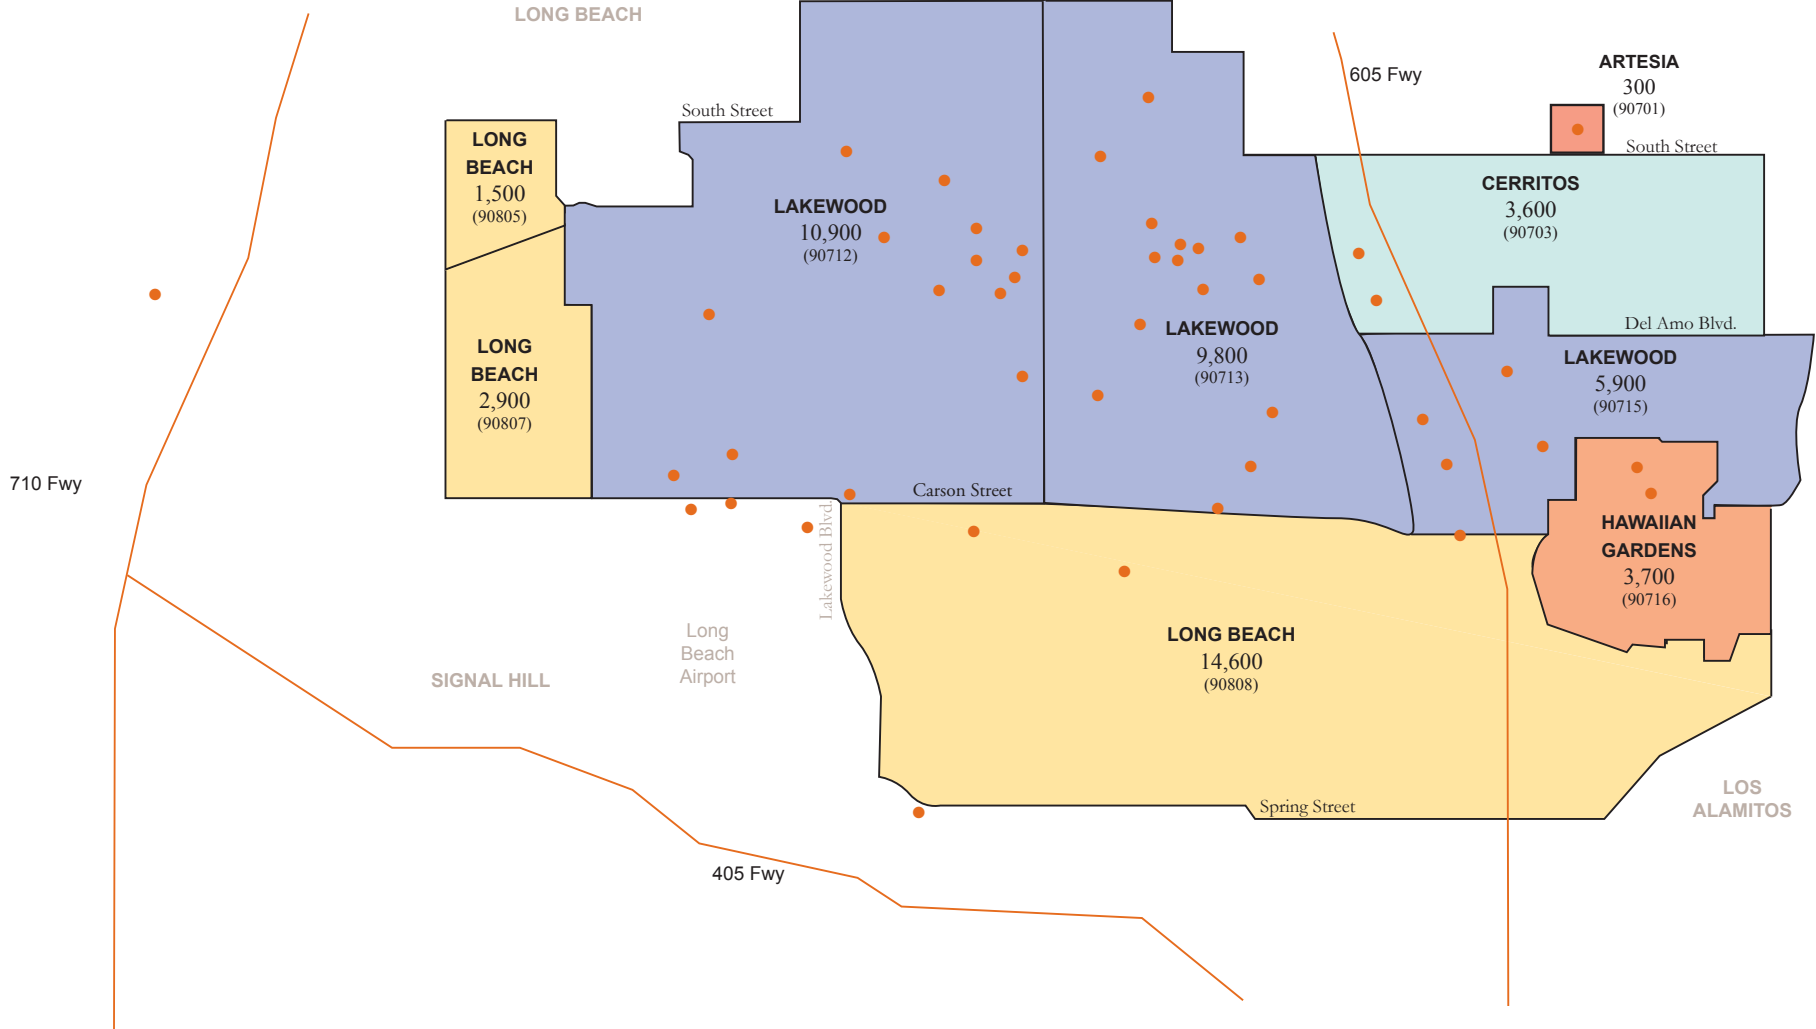 LONG BEACH
605 Fwy
ARTESIA
300
(90701)
South Street
South Street
LONG
BEACH
1,500
(90805)
LAKEWOOD
10,900
(90712)
CERRITOS
3,600
(90703)
LAKEWOOD
9,800
(90713)
Del Amo Blvd.
LONG
BEACH
2,900
(90807)
LAKEWOOD
5,900
(90715)
710 Fwy
Carson Street
Lakewood Blvd.
HAWAIIAN
GARDENS
3,700
(90716)
Long
Beach
Airport
SIGNAL HILL
LONG BEACH
14,600
(90808)
Spring Street
LOS
ALAMITOS
405 Fwy